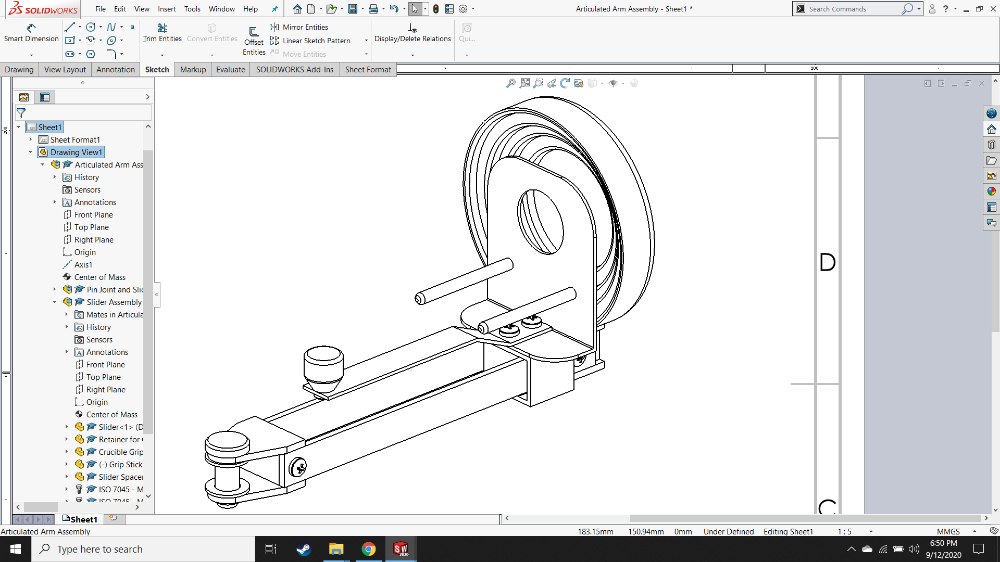 SOLIDWORKS File Edit View Insert Tools Window Help Articulated Arm Assembly - Sheet1 * Search Commands ?
Smart Dimension Trim Entities Convert Entities Offset Entities Mirror Entities Linear Sketch Pattern Move Entities Display/Delete Relations Qui...
Drawing View Layout Annotation Sketch Markup Evaluate SOLIDWORKS Add-Ins Sheet Format
200
200
Sheet1
Sheet Format1
Drawing View1
Articulated Arm Ass
History
Sensors
Annotations
Front Plane
Top Plane
Right Plane
Origin
Axis1
Center of Mass
Pin Joint and Slic
Slider Assembly
Mates in Articula
History
Sensors
Annotations
Front Plane
Top Plane
Right Plane
Origin
Center of Mass
Slider<1> (D
Retainer for
Crucible Grip
(-) Grip Stick
Slider Spacer
ISO 7045 - M
ISO 7045 - M
D
C
Sheet1
Articulated Arm Assembly 183.15mm 150.94mm 0mm Under Defined Editing Sheet1 1 : 5 MMGS
Type here to search
SW
2020
6:50 PM
9/12/2020